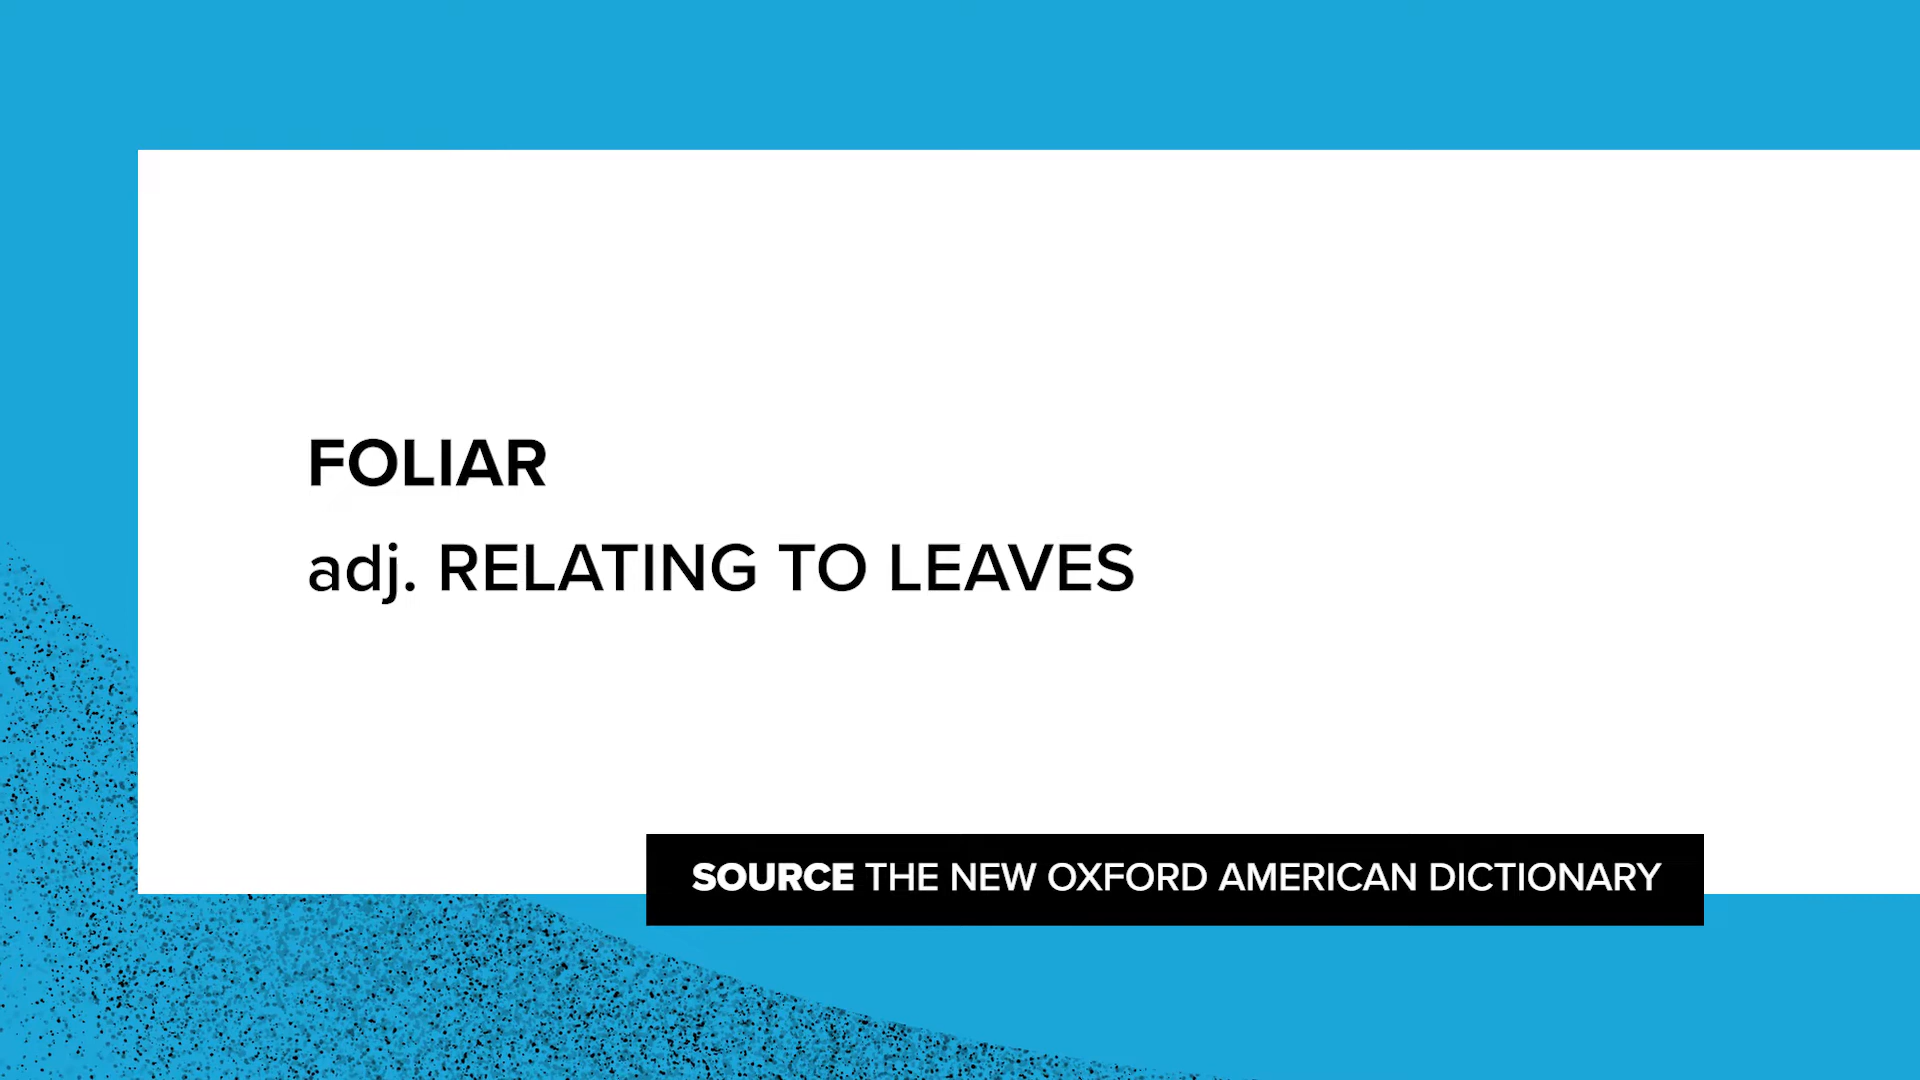 FOLIAR
adj. RELATING TO LEAVES
SOURCE THE NEW OXFORD AMERICAN DICTIONARY